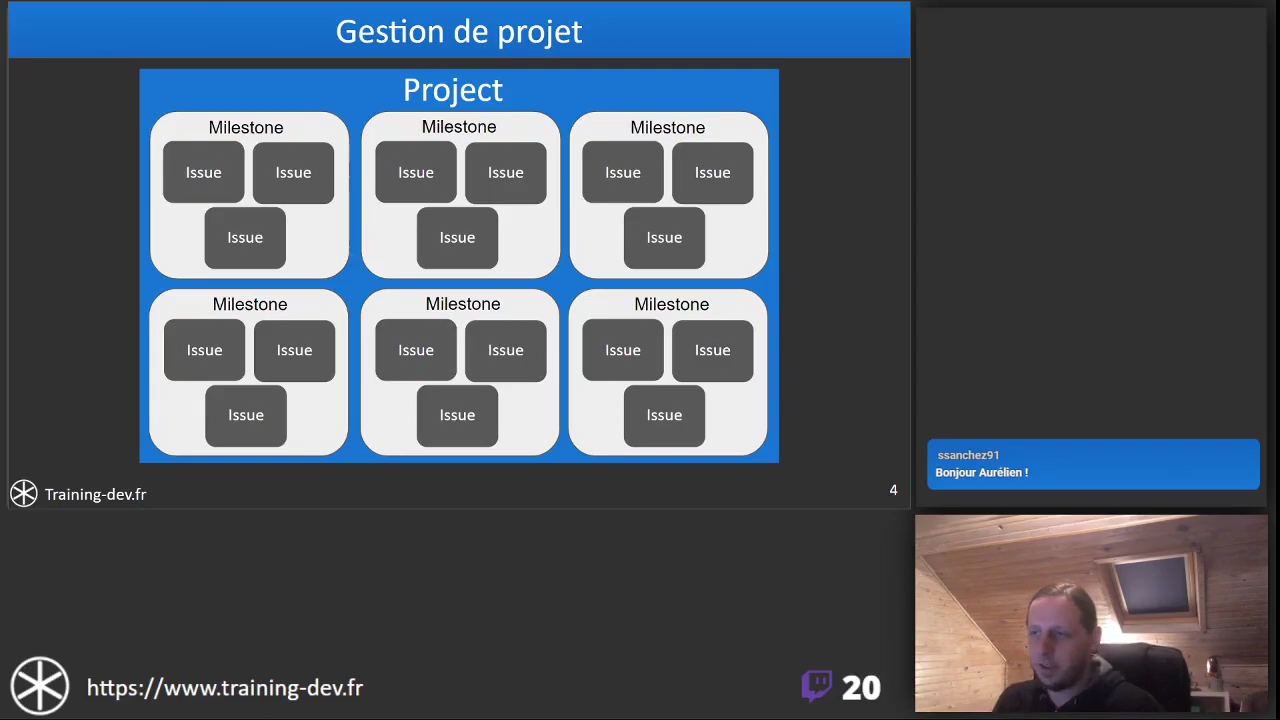 Gestion de projet
Project
Milestone
Issue Issue
Issue
Milestone
Issue Issue
Issue
Milestone
Issue Issue
Issue
Milestone
Issue Issue
Issue
Milestone
Issue Issue
Issue
Milestone
Issue Issue
Issue
Training-dev.fr
4
ssanchez91
Bonjour Aurélien !
https://www.training-dev.fr
20